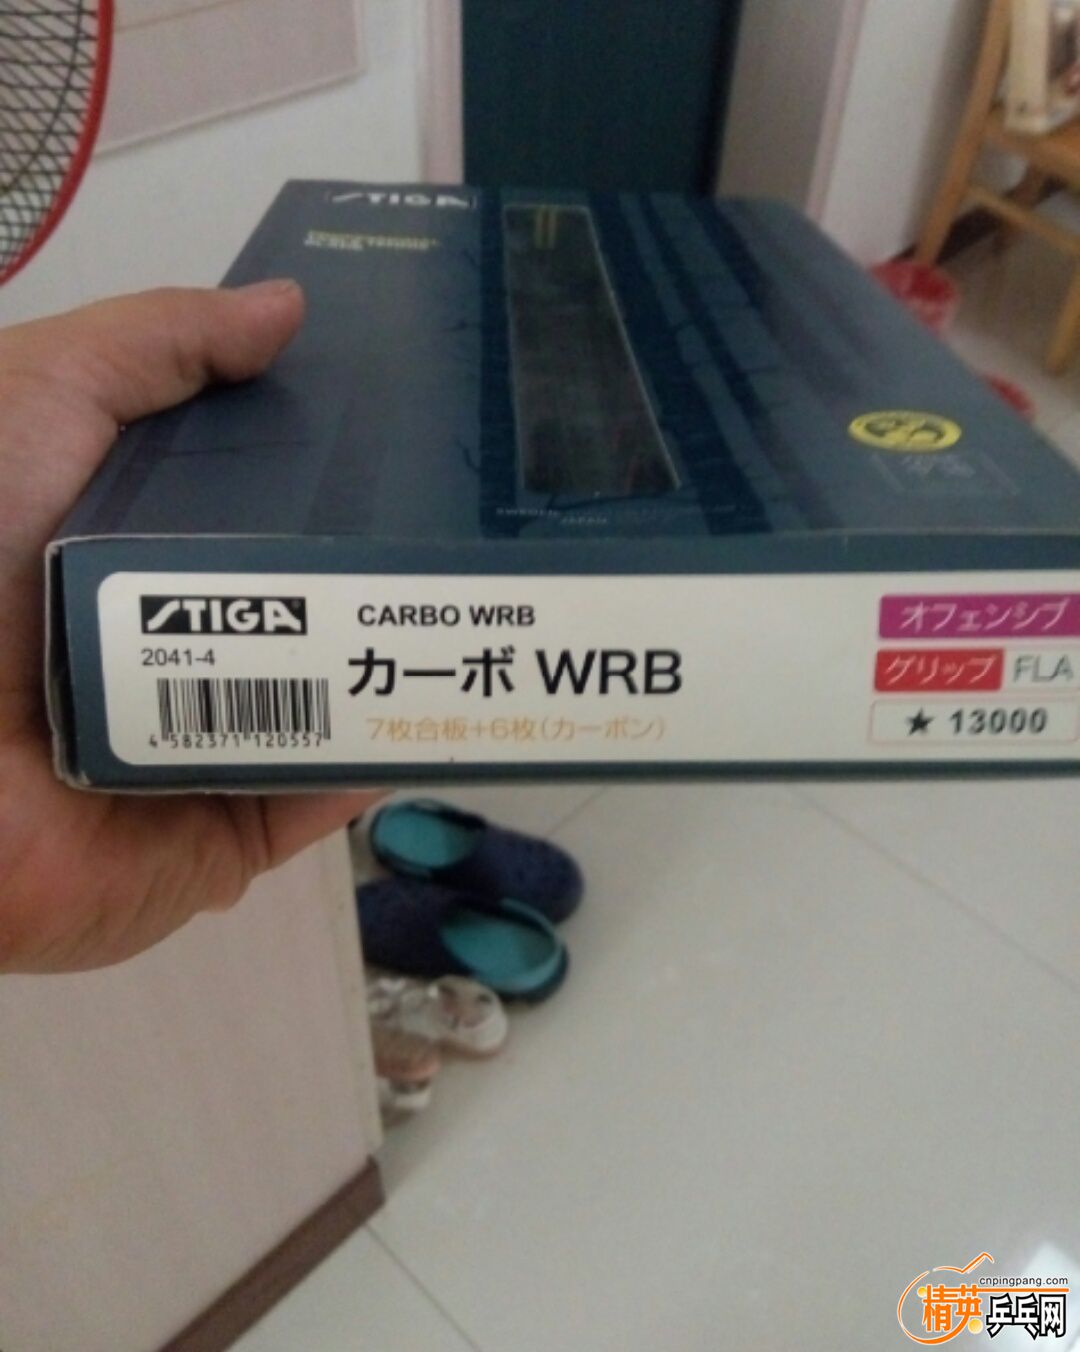 STIGA
SWEDEN
JAPAN
STIGA
CARBO WRB
オフェンシブ
2041-4
カーボ WRB
グリップ FLA
4 582371 120557
7枚合板+6枚(カーボン)
★ 13000
cnpingpang.com
精英乒乓网